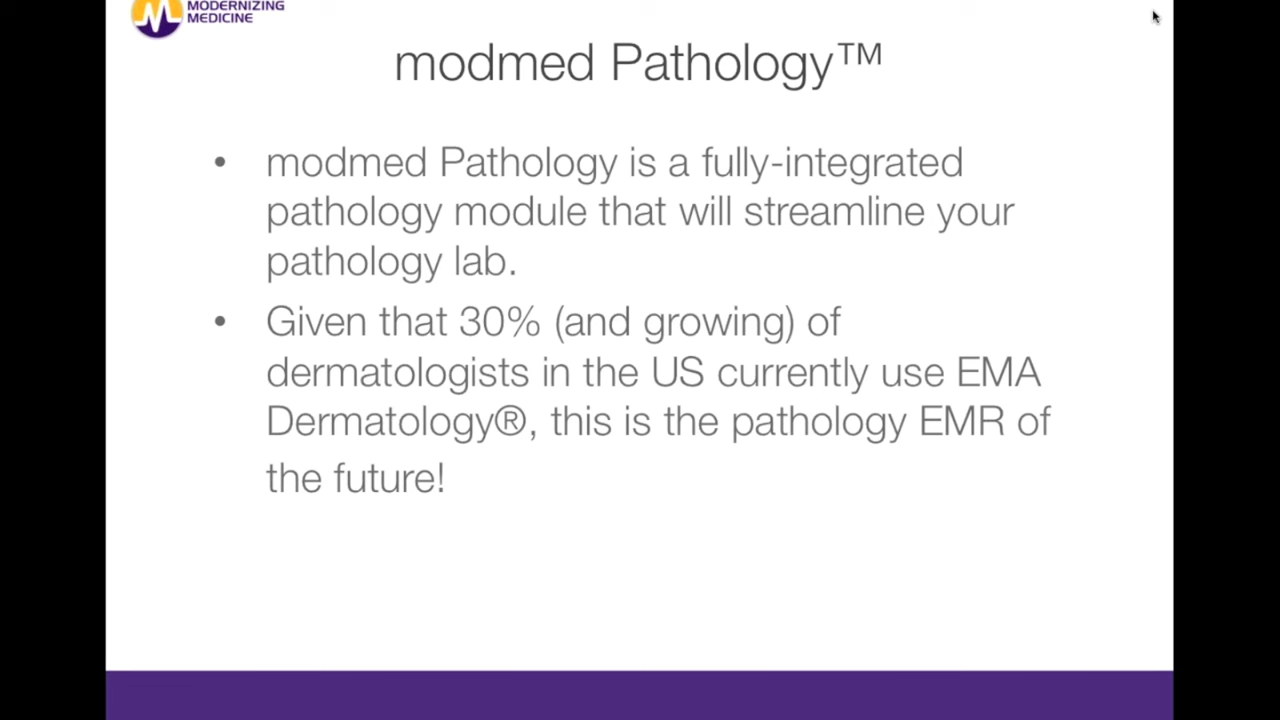 MODERNIZING
MEDICINE
modmed Pathology™
• modmed Pathology is a fully-integrated
pathology module that will streamline your
pathology lab.
• Given that 30% (and growing) of
dermatologists in the US currently use EMA
Dermatology®, this is the pathology EMR of
the future!